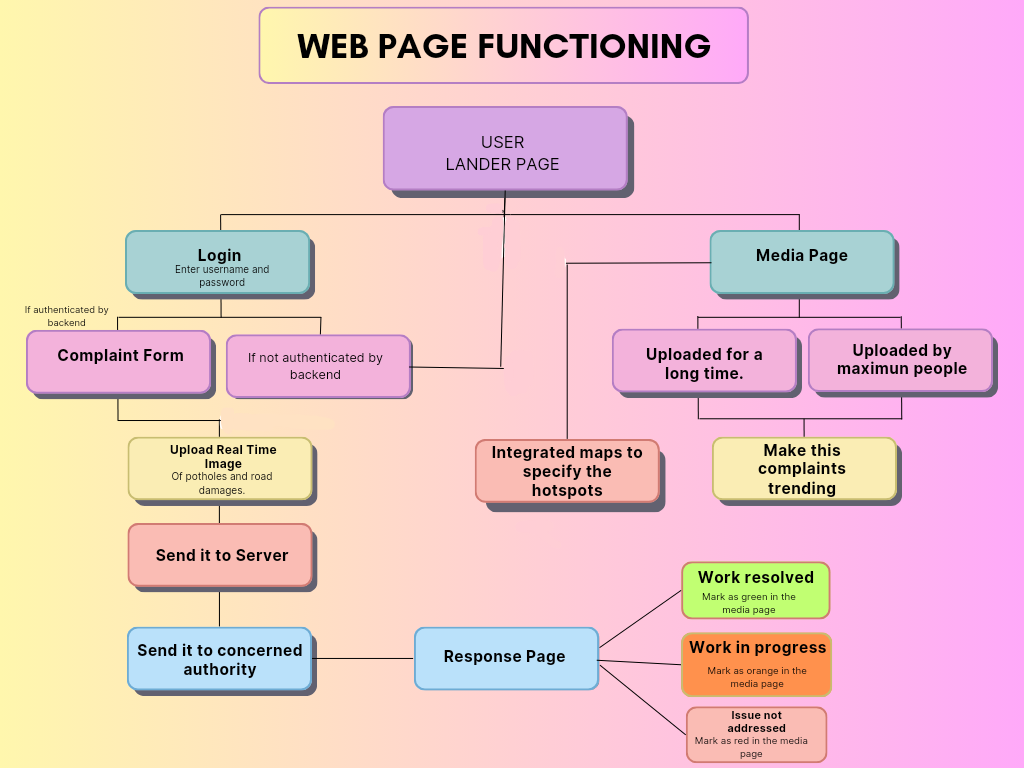 WEB PAGE FUNCTIONING
USER
LANDER PAGE
Login
Enter username and
password
Media Page
If authenticated by
backend
Complaint Form
If not authenticated by
backend
Uploaded for a
long time.
Uploaded by
maximun people
Upload Real Time
Image
Of potholes and road
damages.
Integrated maps to
specify the
hotspots
Make this
complaints
trending
Send it to Server
Work resolved
Mark as green in the
media page
Send it to concerned
authority
Response Page
Work in progress
Mark as orange in the
media page
Issue not
addressed
Mark as red in the media
page